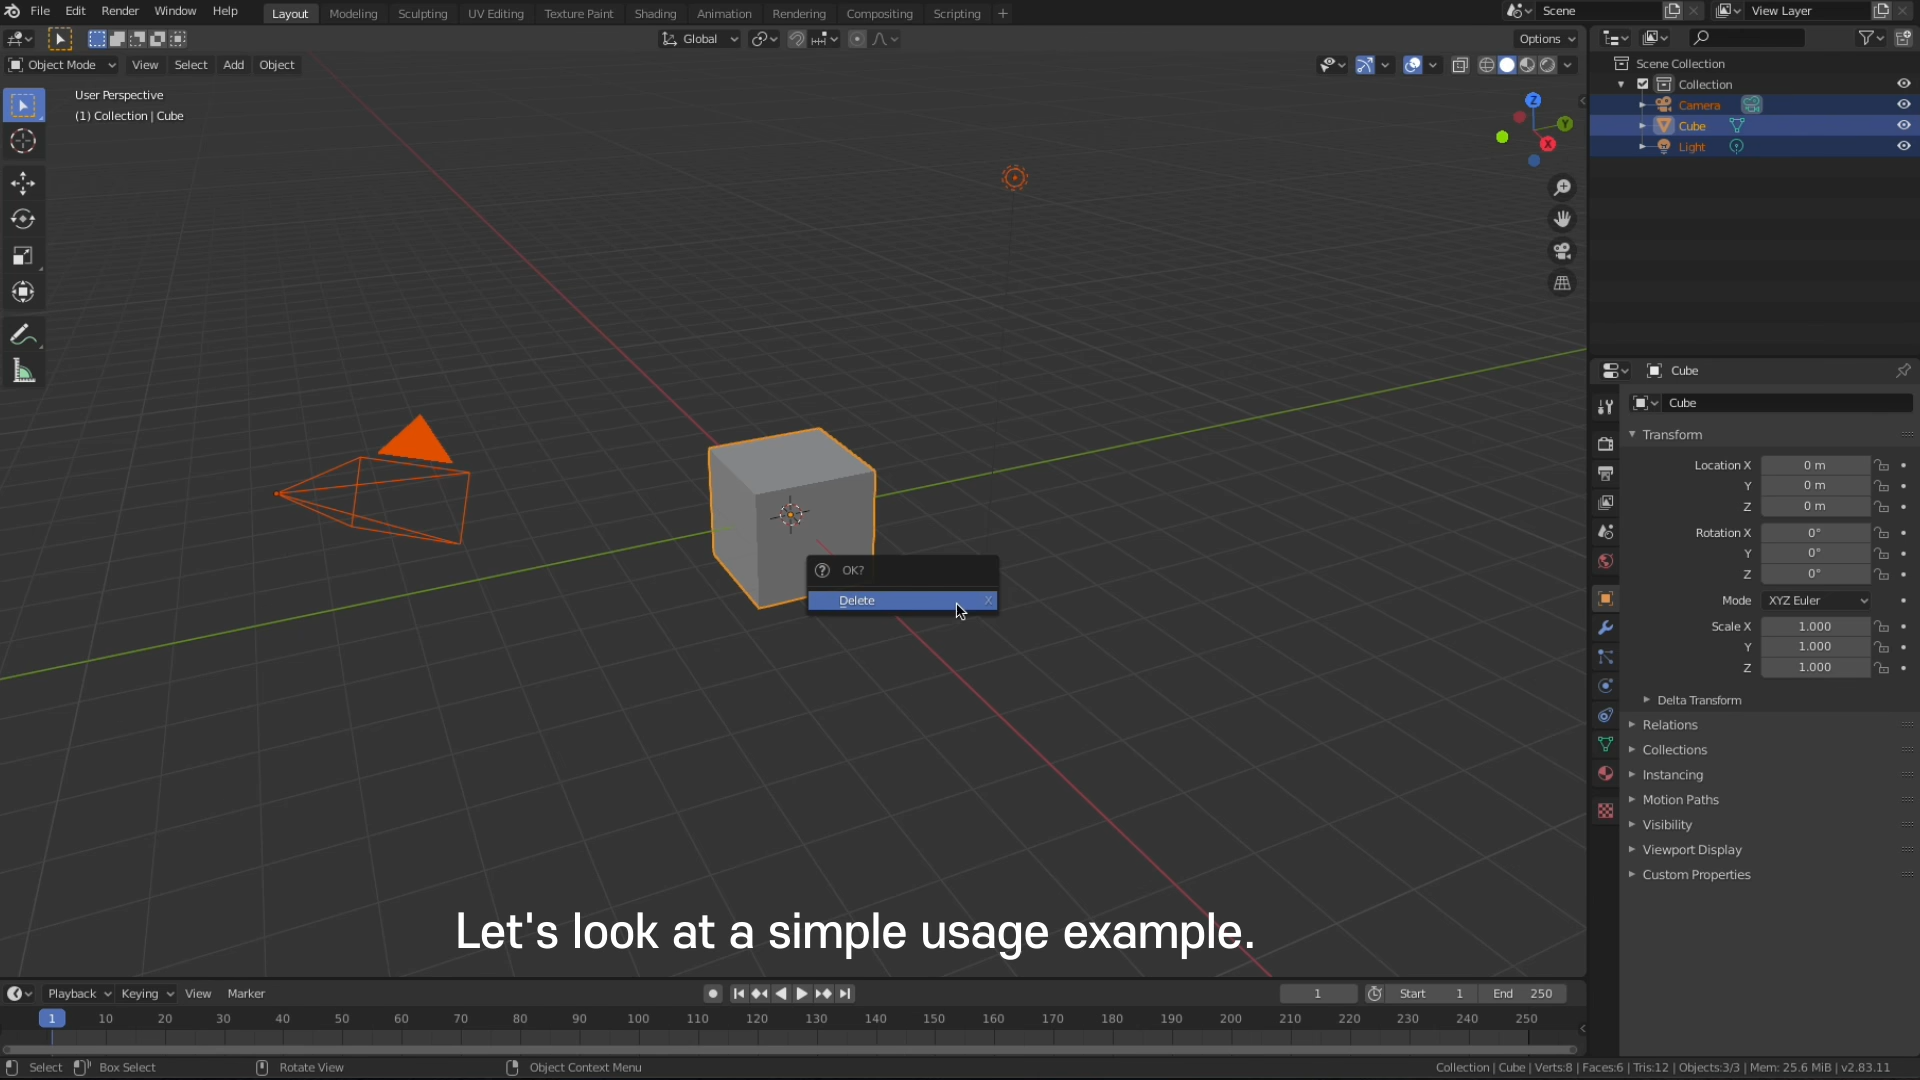 File Edit Render Window Help Layout Modeling Sculpting UV Editing Texture Paint Shading Animation Rendering Compositing Scripting + Scene View Layer
Global Options
Object Mode View Select Add Object
User Perspective
(1) Collection | Cube
Z
Y
X
Scene Collection
Collection
Camera
Cube
Light
OK?
Delete X
Cube
Cube
Transform
Location X 0 m
Y 0 m
Z 0 m
Rotation X 0°
Y 0°
Z 0°
Mode XYZ Euler
Scale X 1.000
Y 1.000
Z 1.000
Delta Transform
Relations
Collections
Instancing
Motion Paths
Visibility
Viewport Display
Custom Properties
Let's look at a simple usage example.
Playback Keying View Marker 1 Start 1 End 250
1 10 20 30 40 50 60 70 80 90 100 110 120 130 140 150 160 170 180 190 200 210 220 230 240 250
Select Box Select Rotate View Object Context Menu Collection | Cube | Verts:8 | Faces:6 | Tris:12 | Objects:3/3 | Mem: 25.6 MiB | v2.83.11